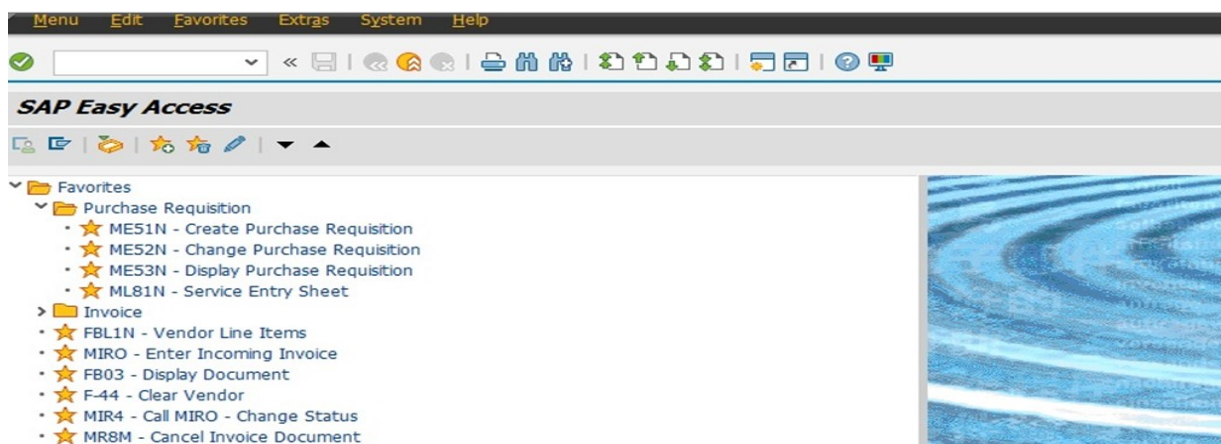 Menu Edit Favorites Extras System Help
SAP Easy Access
Favorites
Purchase Requisition
ME51N - Create Purchase Requisition
ME52N - Change Purchase Requisition
ME53N - Display Purchase Requisition
ML81N - Service Entry Sheet
Invoice
FBL1N - Vendor Line Items
MIRO - Enter Incoming Invoice
FB03 - Display Document
F-44 - Clear Vendor
MIR4 - Call MIRO - Change Status
MR8M - Cancel Invoice Document